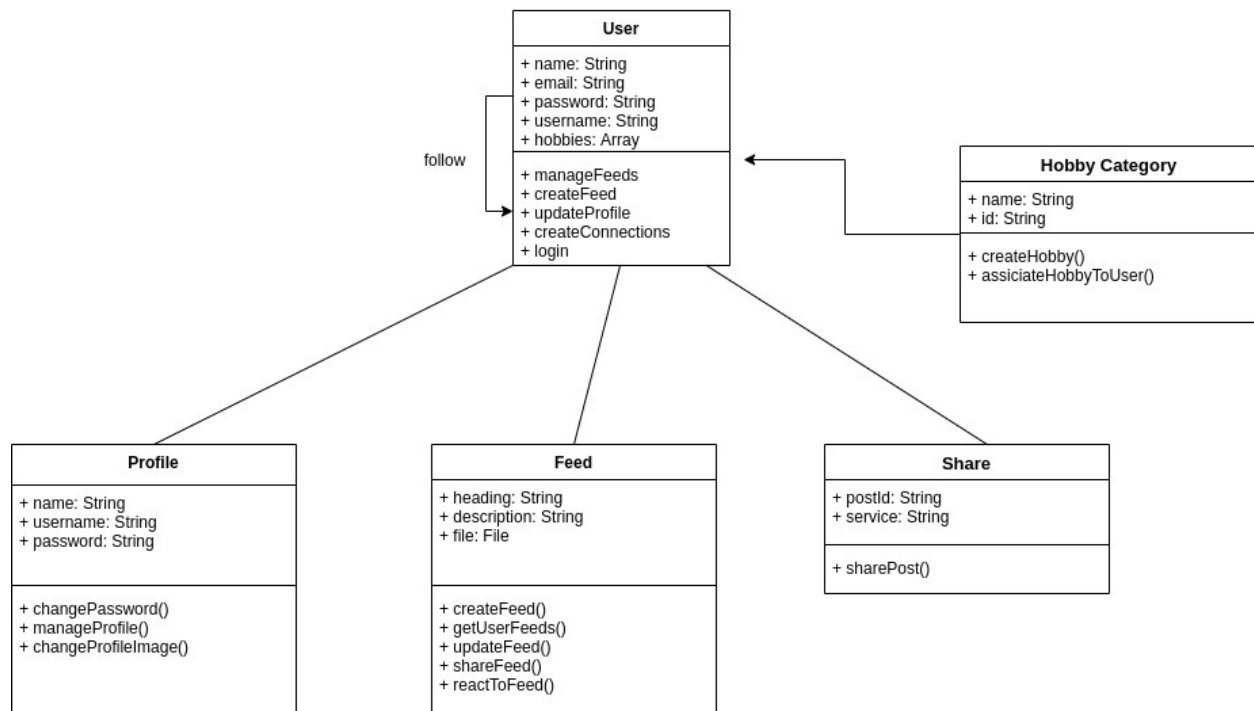 User
+ name: String
+ email: String
+ password: String
+ username: String
+ hobbies: Array
follow
+ manageFeeds
+ createFeed
+ updateProfile
+ createConnections
+ login
Hobby Category
+ name: String
+ id: String
+ createHobby()
+ assiciateHobbyToUser()
Profile
+ name: String
+ username: String
+ password: String
+ changePassword()
+ manageProfile()
+ changeProfileImage()
Feed
+ heading: String
+ description: String
+ file: File
+ createFeed()
+ getUserFeeds()
+ updateFeed()
+ shareFeed()
+ reactToFeed()
Share
+ postId: String
+ service: String
+ sharePost()